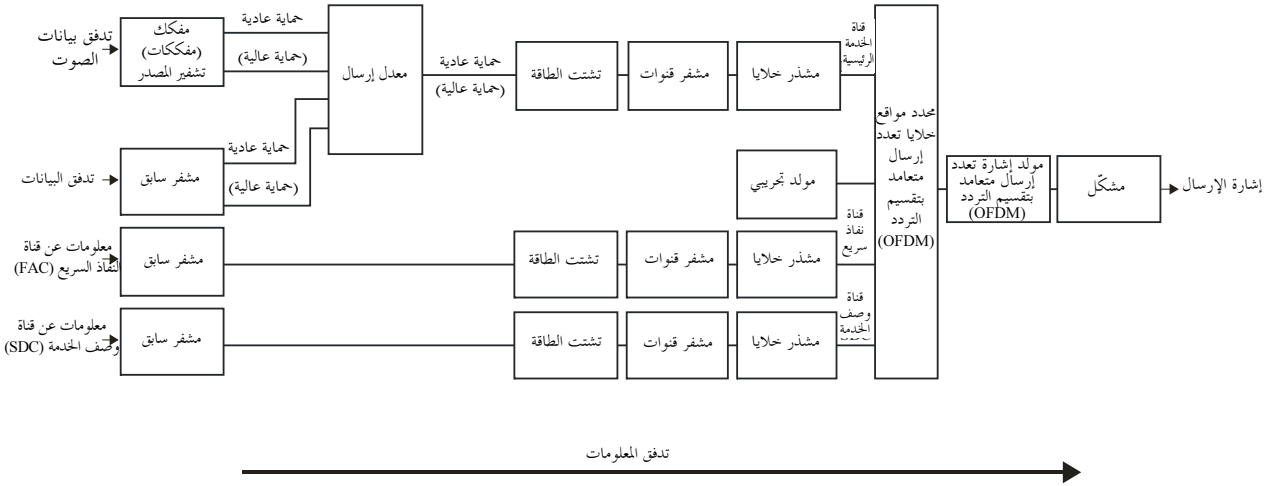 تدفق بيانات
الصوت
مفكك
(مفككات)
تشفير المصدر
حماية عادية
(حماية عالية)
معدل إرسال
حماية عادية
(حماية عالية)
تشتت الطاقة
مشفر قنوات
مشذر خلايا
قناة
الخدمة
الرئيسية
تدفق البيانات
مشفر سابق
حماية عادية
(حماية عالية)
مولد تجريبي
محدد مواقع
خلايا تعدد
إرسال
متعامد
بتقسيم
التردد
(OFDM)
مولد إشارة تعدد
إرسال متعامد
بتقسيم التردد
(OFDM)
مشكّل
إشارة الإرسال
معلومات عن قناة
النفاذ السريع (FAC)
مشفر سابق
تشتت الطاقة
مشفر قنوات
مشذر خلايا
قناة
نفاذ
سريع
معلومات عن قناة
وصف الخدمة (SDC)
مشفر سابق
تشتت الطاقة
مشفر قنوات
مشذر خلايا
قناة
وصف
الخدمة
تدفق المعلومات